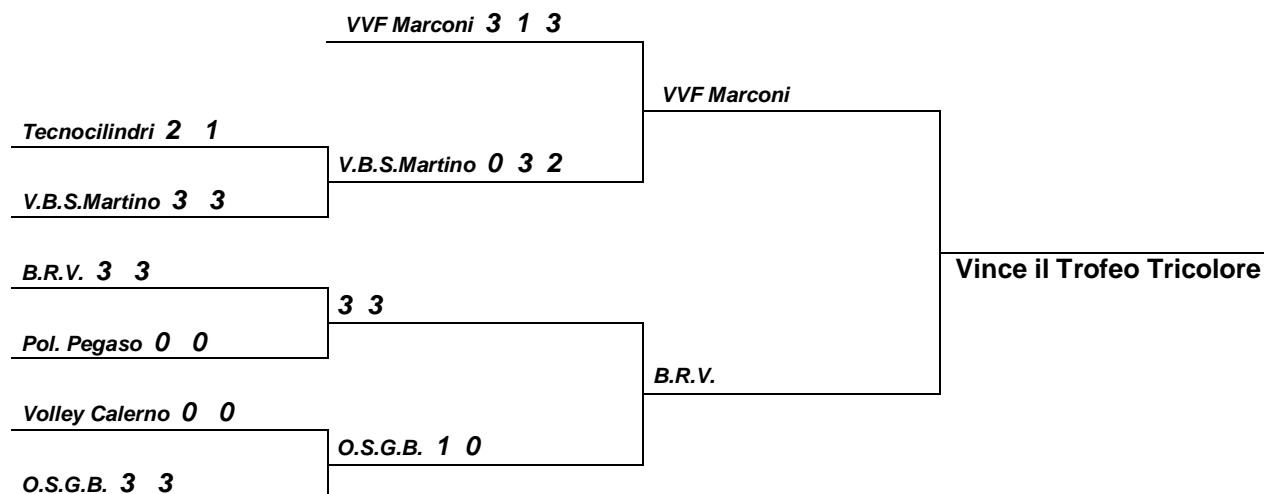 VVF Marconi 3 1 3
VVF Marconi
Tecnocilindri 2 1
V.B.S.Martino 0 3 2
V.B.S.Martino 3 3
B.R.V. 3 3
Vince il Trofeo Tricolore
3 3
Pol. Pegaso 0 0
B.R.V.
Volley Calerno 0 0
O.S.G.B. 1 0
O.S.G.B. 3 3